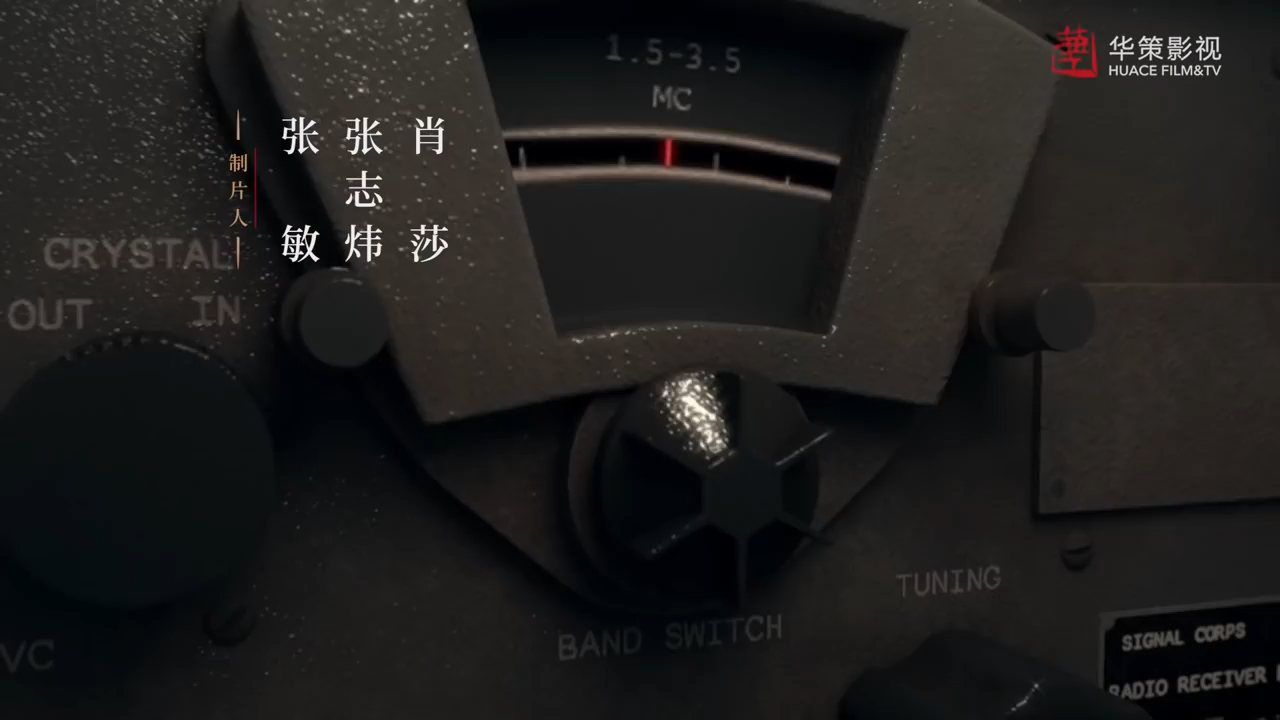 1.5-3.5
MC
華
华策影视
HUACE FILM&TV
制片人
张敏
张志炜
肖莎
CRYSTAL
OUT IN
VC
BAND SWITCH
TUNING
SIGNAL CORPS
RADIO RECEIVER